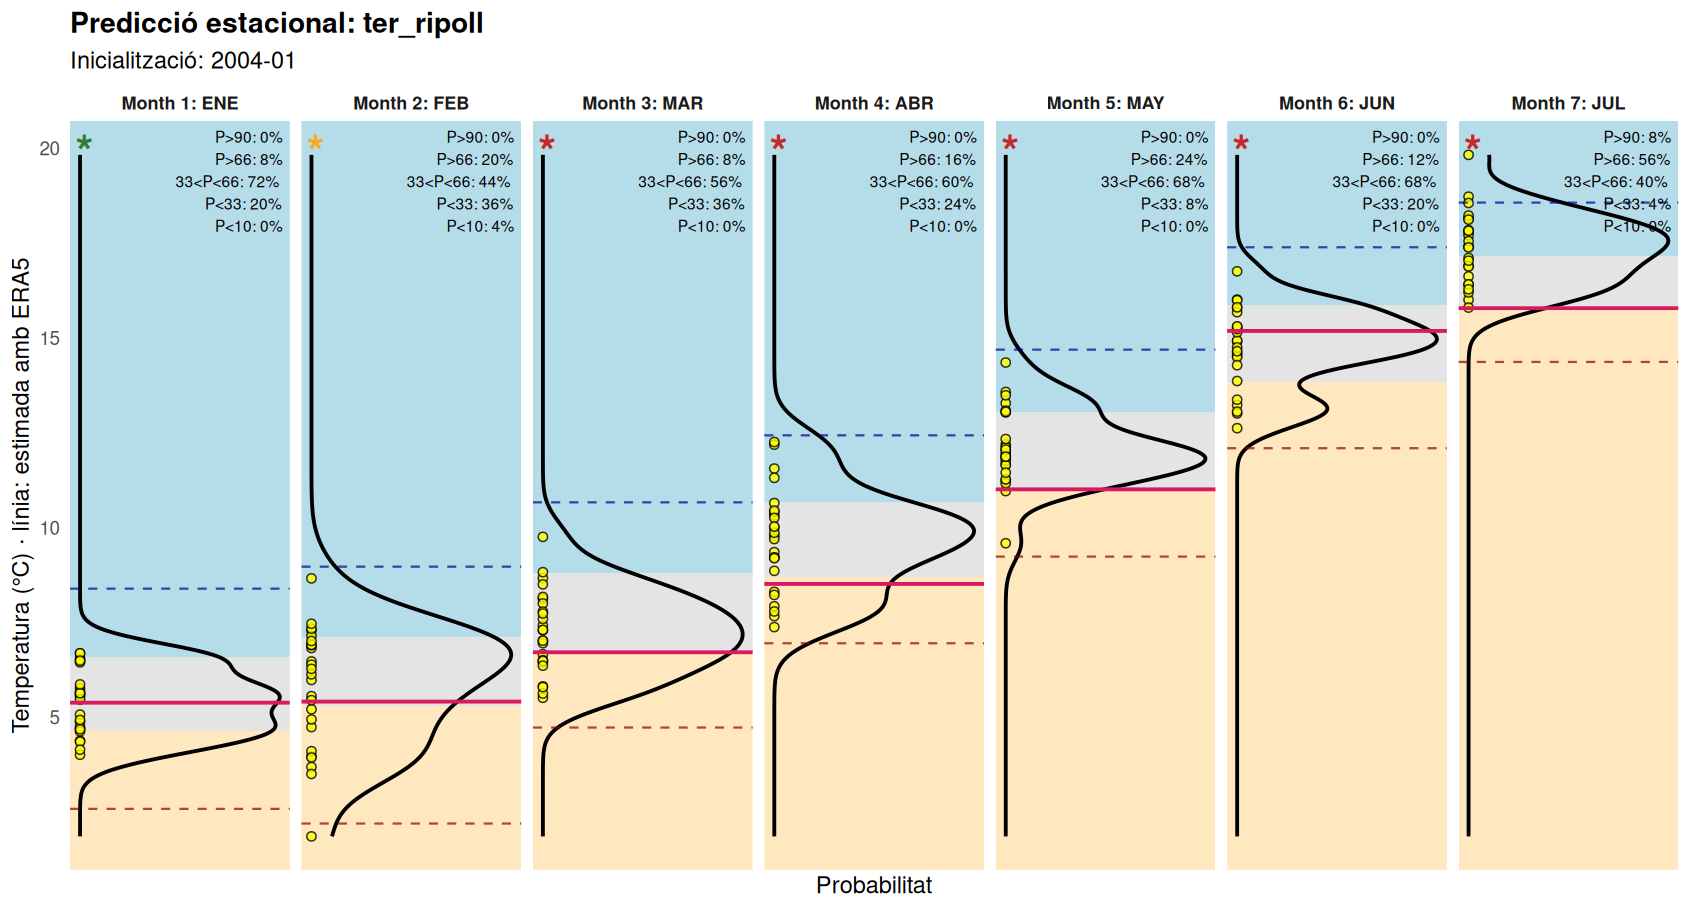 Predicció estacional: ter_ripoll
Inicialització: 2004-01
Month 1: ENE
P>90: 0%
P>66: 8%
33<P<66: 72%
P<33: 20%
P<10: 0%
Month 2: FEB
P>90: 0%
P>66: 20%
33<P<66: 44%
P<33: 36%
P<10: 4%
Month 3: MAR
P>90: 0%
P>66: 8%
33<P<66: 56%
P<33: 36%
P<10: 0%
Month 4: ABR
P>90: 0%
P>66: 16%
33<P<66: 60%
P<33: 24%
P<10: 0%
Month 5: MAY
P>90: 0%
P>66: 24%
33<P<66: 68%
P<33: 8%
P<10: 0%
Month 6: JUN
P>90: 0%
P>66: 12%
33<P<66: 68%
P<33: 20%
P<10: 0%
Month 7: JUL
P>90: 8%
P>66: 56%
33<P<66: 40%
P<33: 4%
P<10: 0%
20
15
10
5
Temperatura (°C) · línia: estimada amb ERA5
Probabilitat